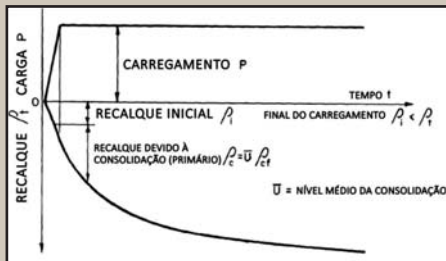 RECALQUE ρt CARGA P
O
CARREGAMENTO P
TEMPO t
RECALQUE INICIAL ρi
FINAL DO CARREGAMENTO ρi < ρt
RECALQUE DEVIDO À
CONSOLIDAÇÃO (PRIMÁRIO) ρc = U̅ ρcf
U̅ = NÍVEL MÉDIO DA CONSOLIDAÇÃO